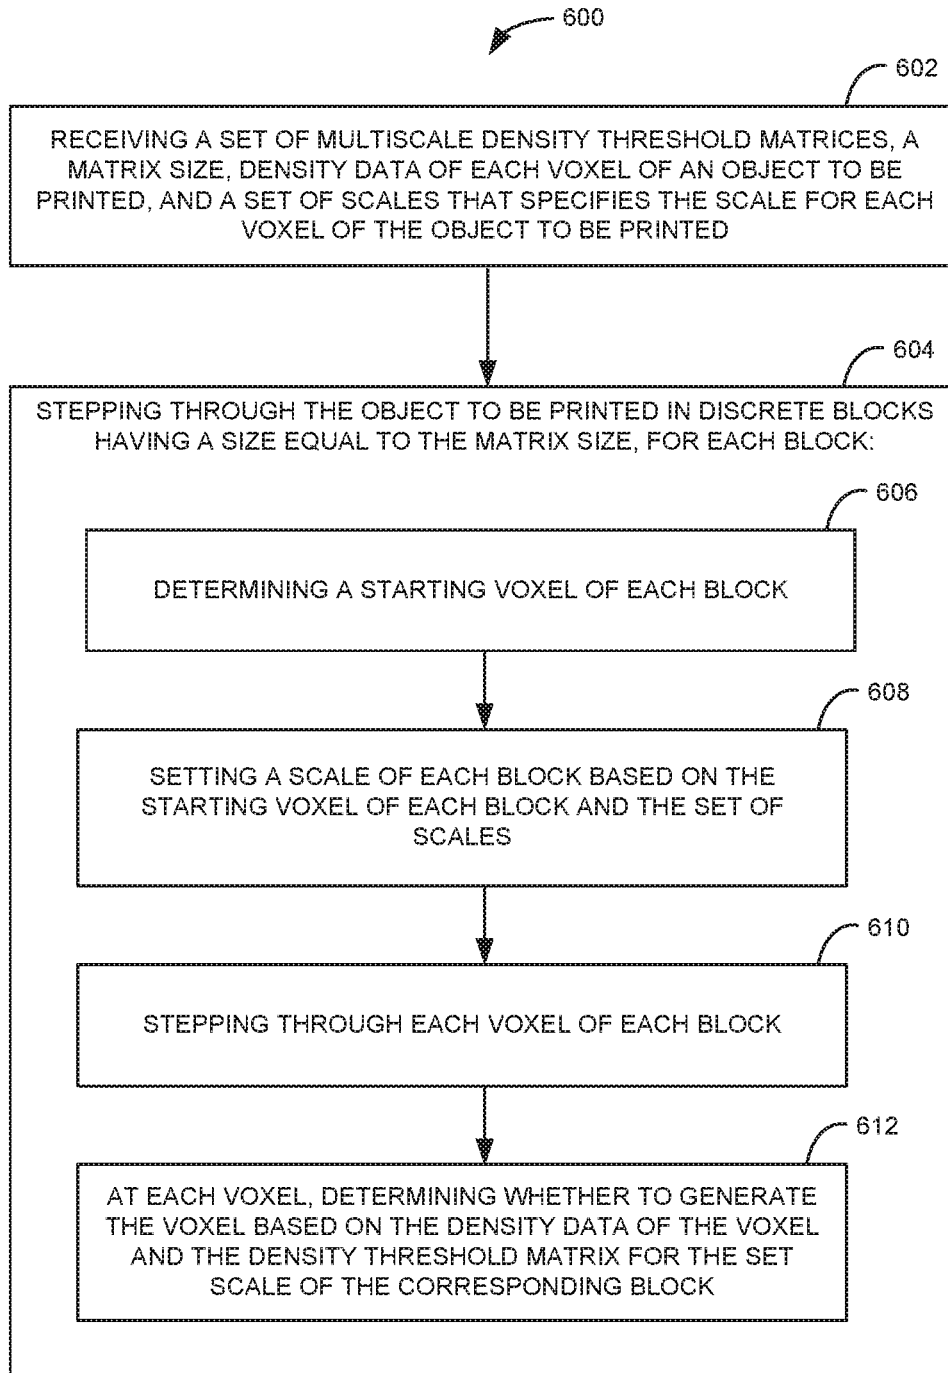 600
602
RECEIVING A SET OF MULTISCALE DENSITY THRESHOLD MATRICES, A
MATRIX SIZE, DENSITY DATA OF EACH VOXEL OF AN OBJECT TO BE
PRINTED, AND A SET OF SCALES THAT SPECIFIES THE SCALE FOR EACH
VOXEL OF THE OBJECT TO BE PRINTED
604
STEPPING THROUGH THE OBJECT TO BE PRINTED IN DISCRETE BLOCKS
HAVING A SIZE EQUAL TO THE MATRIX SIZE, FOR EACH BLOCK:
606
DETERMINING A STARTING VOXEL OF EACH BLOCK
608
SETTING A SCALE OF EACH BLOCK BASED ON THE
STARTING VOXEL OF EACH BLOCK AND THE SET OF
SCALES
610
STEPPING THROUGH EACH VOXEL OF EACH BLOCK
612
AT EACH VOXEL, DETERMINING WHETHER TO GENERATE
THE VOXEL BASED ON THE DENSITY DATA OF THE VOXEL
AND THE DENSITY THRESHOLD MATRIX FOR THE SET
SCALE OF THE CORRESPONDING BLOCK